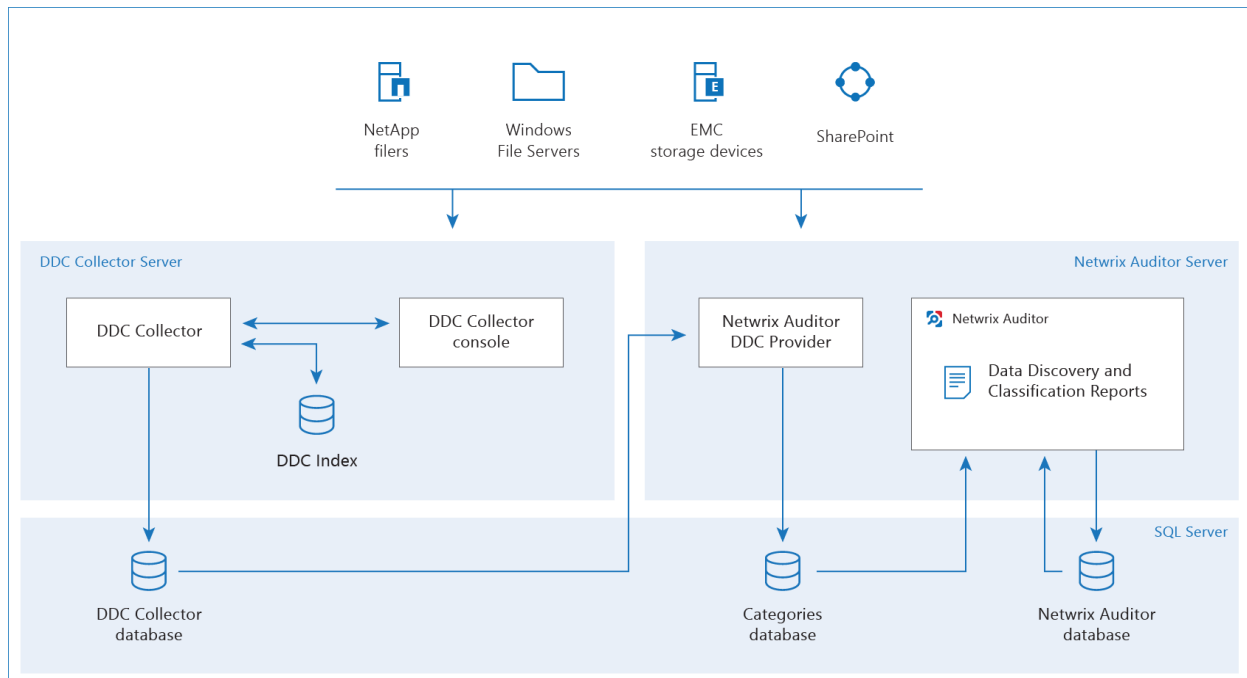 NetApp
filers
Windows
File Servers
EMC
storage devices
SharePoint
E
DDC Collector Server
Netwrix Auditor Server
DDC Collector
DDC Collector
console
DDC Index
Netwrix Auditor
DDC Provider
Netwrix Auditor
Data Discovery and
Classification Reports
SQL Server
DDC Collector
database
Categories
database
Netwrix Auditor
database